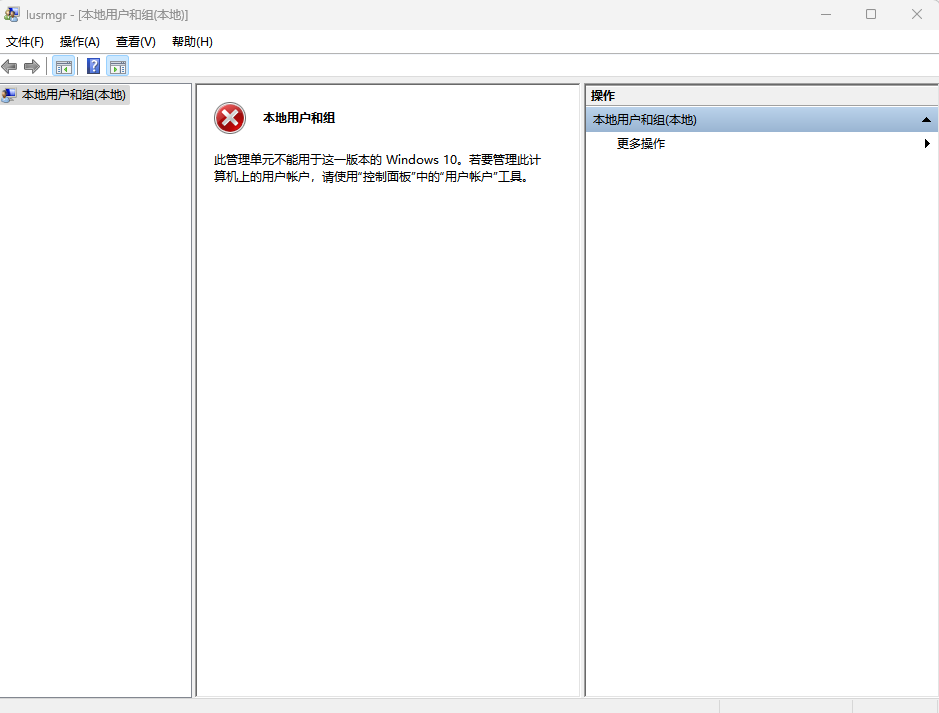 lusrmgr - [本地用户和组(本地)]
文件(F) 操作(A) 查看(V) 帮助(H)
本地用户和组(本地)
本地用户和组
此管理单元不能用于这一版本的 Windows 10。若要管理此计
算机上的用户帐户，请使用“控制面板”中的“用户帐户”工具。
操作
本地用户和组(本地)
更多操作